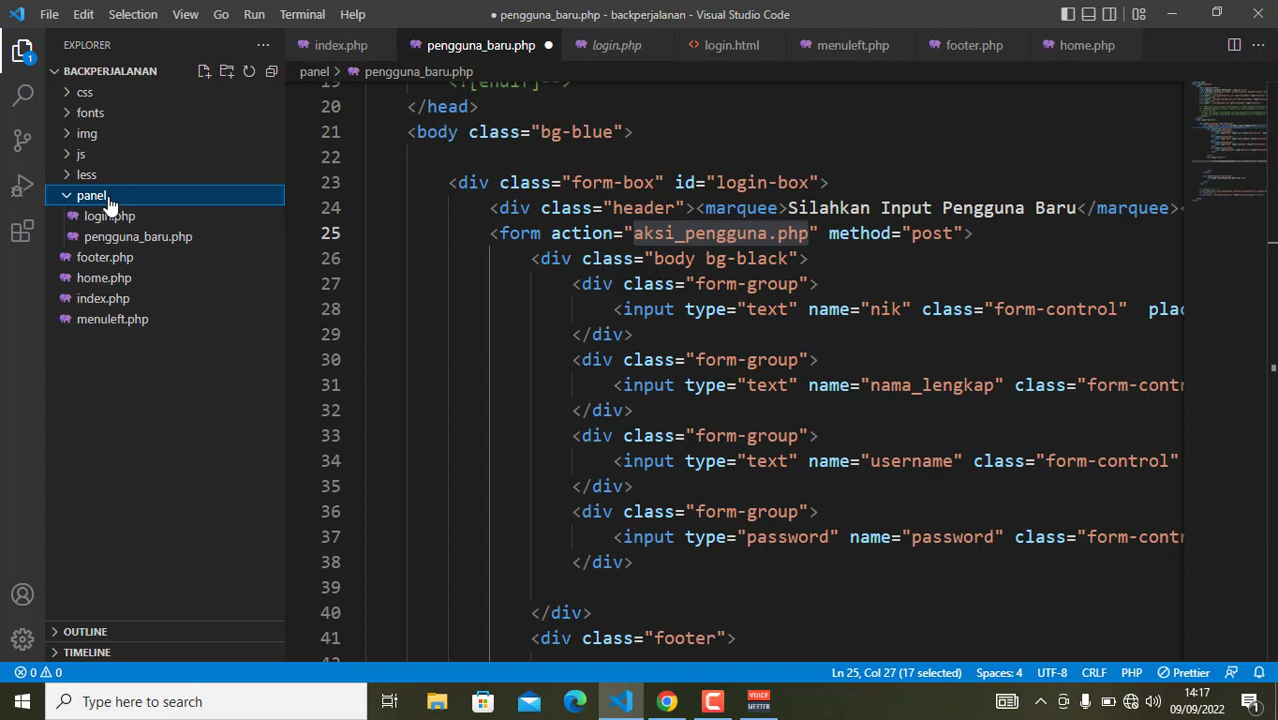 File Edit Selection View Go Run Terminal Help
● pengguna_baru.php - backperjalanan - Visual Studio Code
EXPLORER
index.php
pengguna_baru.php
login.php
login.html
menuleft.php
footer.php
home.php
BACKPERJALANAN
panel > pengguna_baru.php
css
fonts
img
js
less
panel
login.php
pengguna_baru.php
footer.php
home.php
index.php
menuleft.php
<![endif]-->
20 </head>
21 <body class="bg-blue">
22
23 <div class="form-box" id="login-box">
24 <div class="header"><marquee>Silahkan Input Pengguna Baru</marquee><
25 <form action="aksi_pengguna.php" method="post">
26 <div class="body bg-black">
27 <div class="form-group">
28 <input type="text" name="nik" class="form-control" plac
29 </div>
30 <div class="form-group">
31 <input type="text" name="nama_lengkap" class="form-contr
32 </div>
33 <div class="form-group">
34 <input type="text" name="username" class="form-control"
35 </div>
36 <div class="form-group">
37 <input type="password" name="password" class="form-contr
38 </div>
39
40 </div>
41 <div class="footer">
OUTLINE
TIMELINE
0 0
Ln 25, Col 27 (17 selected) Spaces: 4 UTF-8 CRLF PHP Prettier
Type here to search
VOICE
MEETER
14:17
09/09/2022
1
1